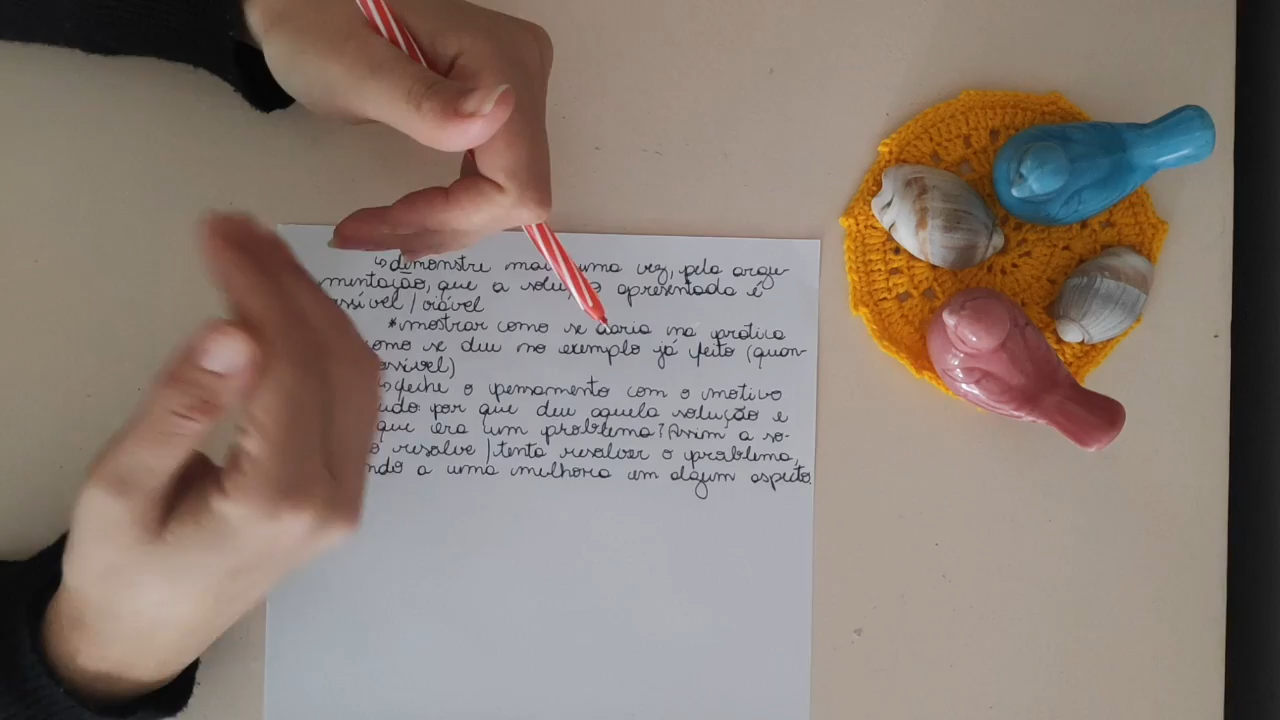 ↳ demonstre mais uma vez, pela argu-
mentação, que a solução apresentada é
possível / viável
*mostrar como se daria na prática
como se deu no exemplo já feito (quan-
possível)
↳ feche o pensamento com o motivo
tudo: por que deu aquela solução e
que era um problema? Assim a so-
resolve / tenta resolver o problema,
a uma melhora em algum aspecto.